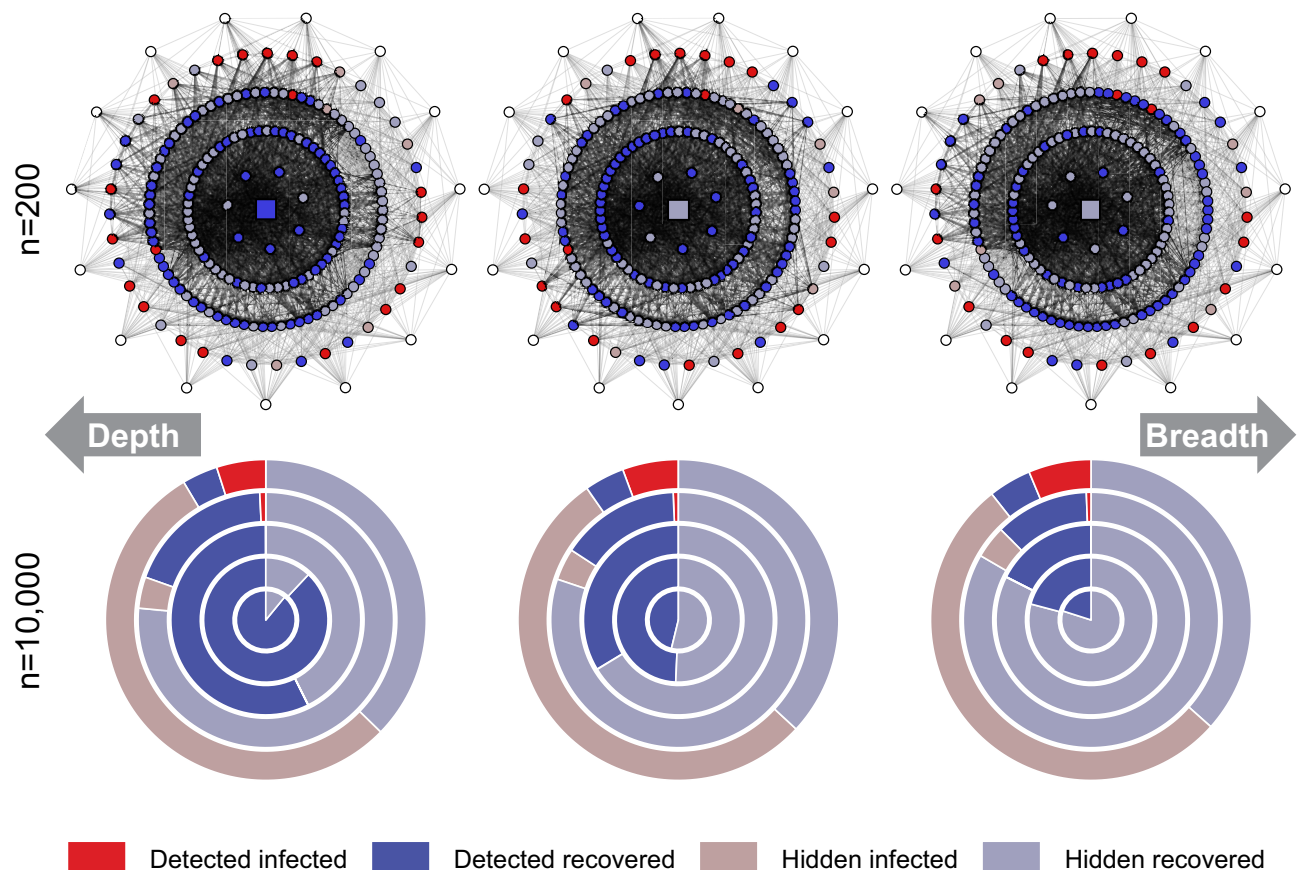 n=200
Depth
Breadth
n=10,000
Detected infected
Detected recovered
Hidden infected
Hidden recovered